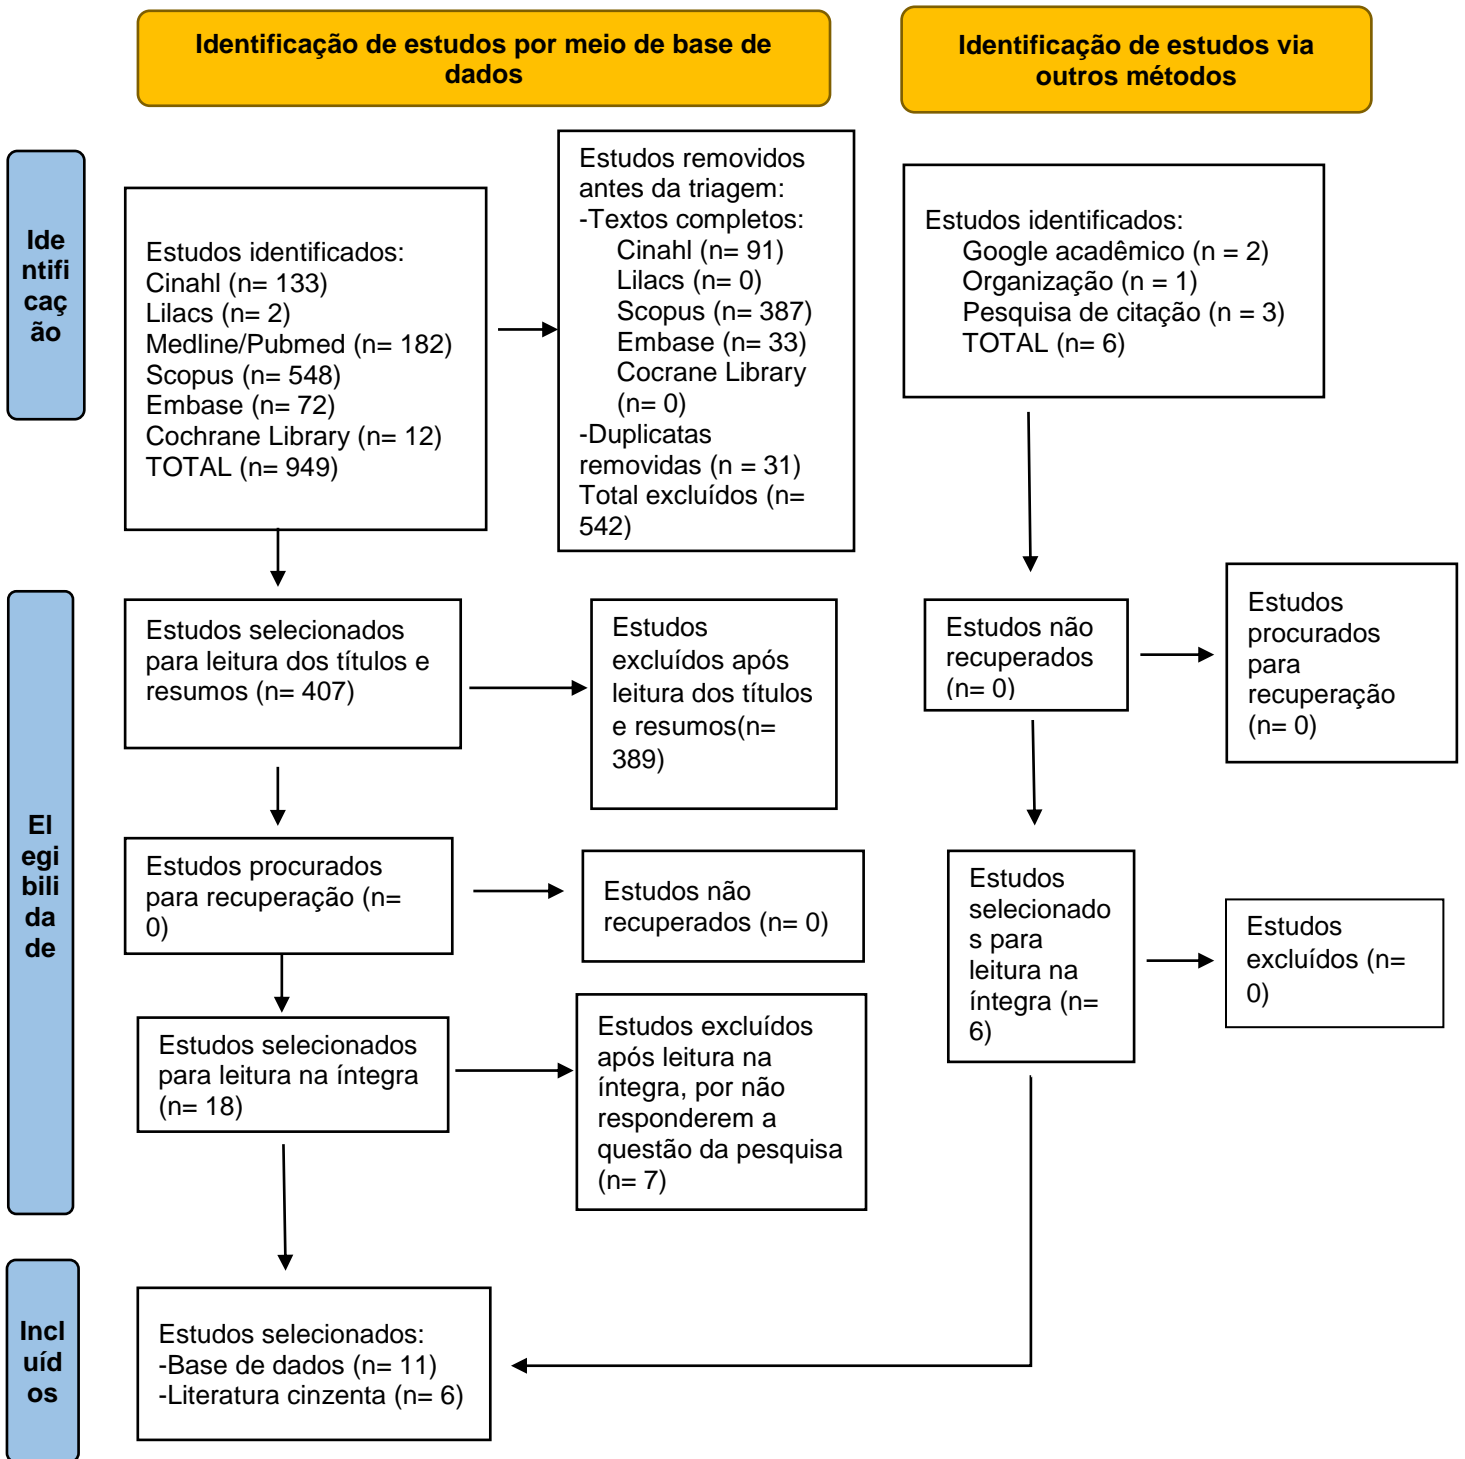 Identificação de estudos por meio de base de
dados
Identificação de estudos via
outros métodos
Ide
ntifi
caç
ão
Estudos identificados:
Cinahl (n= 133)
Lilacs (n= 2)
Medline/Pubmed (n= 182)
Scopus (n= 548)
Embase (n= 72)
Cochrane Library (n= 12)
TOTAL (n= 949)
Estudos removidos
antes da triagem:
-Textos completos:
Cinahl (n= 91)
Lilacs (n= 0)
Scopus (n= 387)
Embase (n= 33)
Cocrane Library
(n= 0)
-Duplicatas
removidas (n = 31)
Total excluídos (n=
542)
Estudos identificados:
Google acadêmico (n = 2)
Organização (n = 1)
Pesquisa de citação (n = 3)
TOTAL (n= 6)
El
egi
bili
da
de
Estudos selecionados
para leitura dos títulos e
resumos (n= 407)
Estudos
excluídos após
leitura dos títulos
e resumos(n=
389)
Estudos não
recuperados
(n= 0)
Estudos
procurados
para
recuperação
(n= 0)
Estudos procurados
para recuperação (n=
0)
Estudos não
recuperados (n= 0)
Estudos
selecionado
s para
leitura na
íntegra (n=
6)
Estudos
excluídos (n=
0)
Estudos selecionados
para leitura na íntegra
(n= 18)
Estudos excluídos
após leitura na
íntegra, por não
responderem a
questão da pesquisa
(n= 7)
Incl
uíd
os
Estudos selecionados:
-Base de dados (n= 11)
-Literatura cinzenta (n= 6)